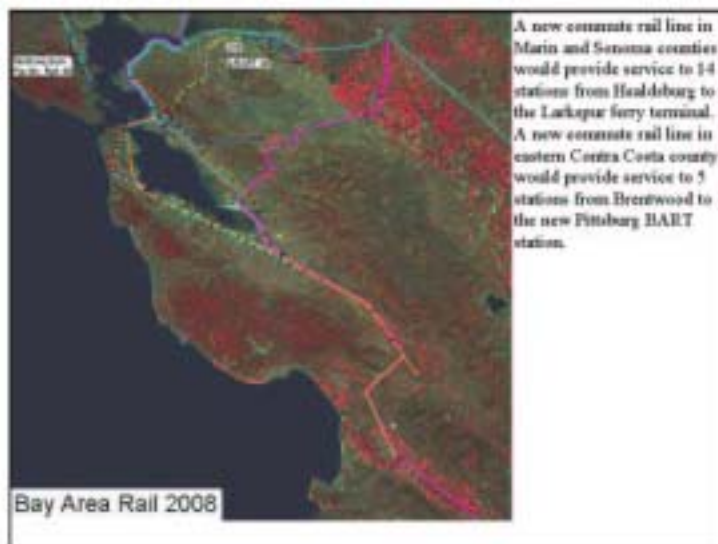 A new commute rail line in
Marin and Sonoma counties
would provide service to 14
stations from Healdsburg to
the Larkspur ferry terminal.
A new commute rail line in
eastern Contra Costa county
would provide service to 5
stations from Brentwood to
the new Pittsburg BART
station.
Bay Area Rail 2008